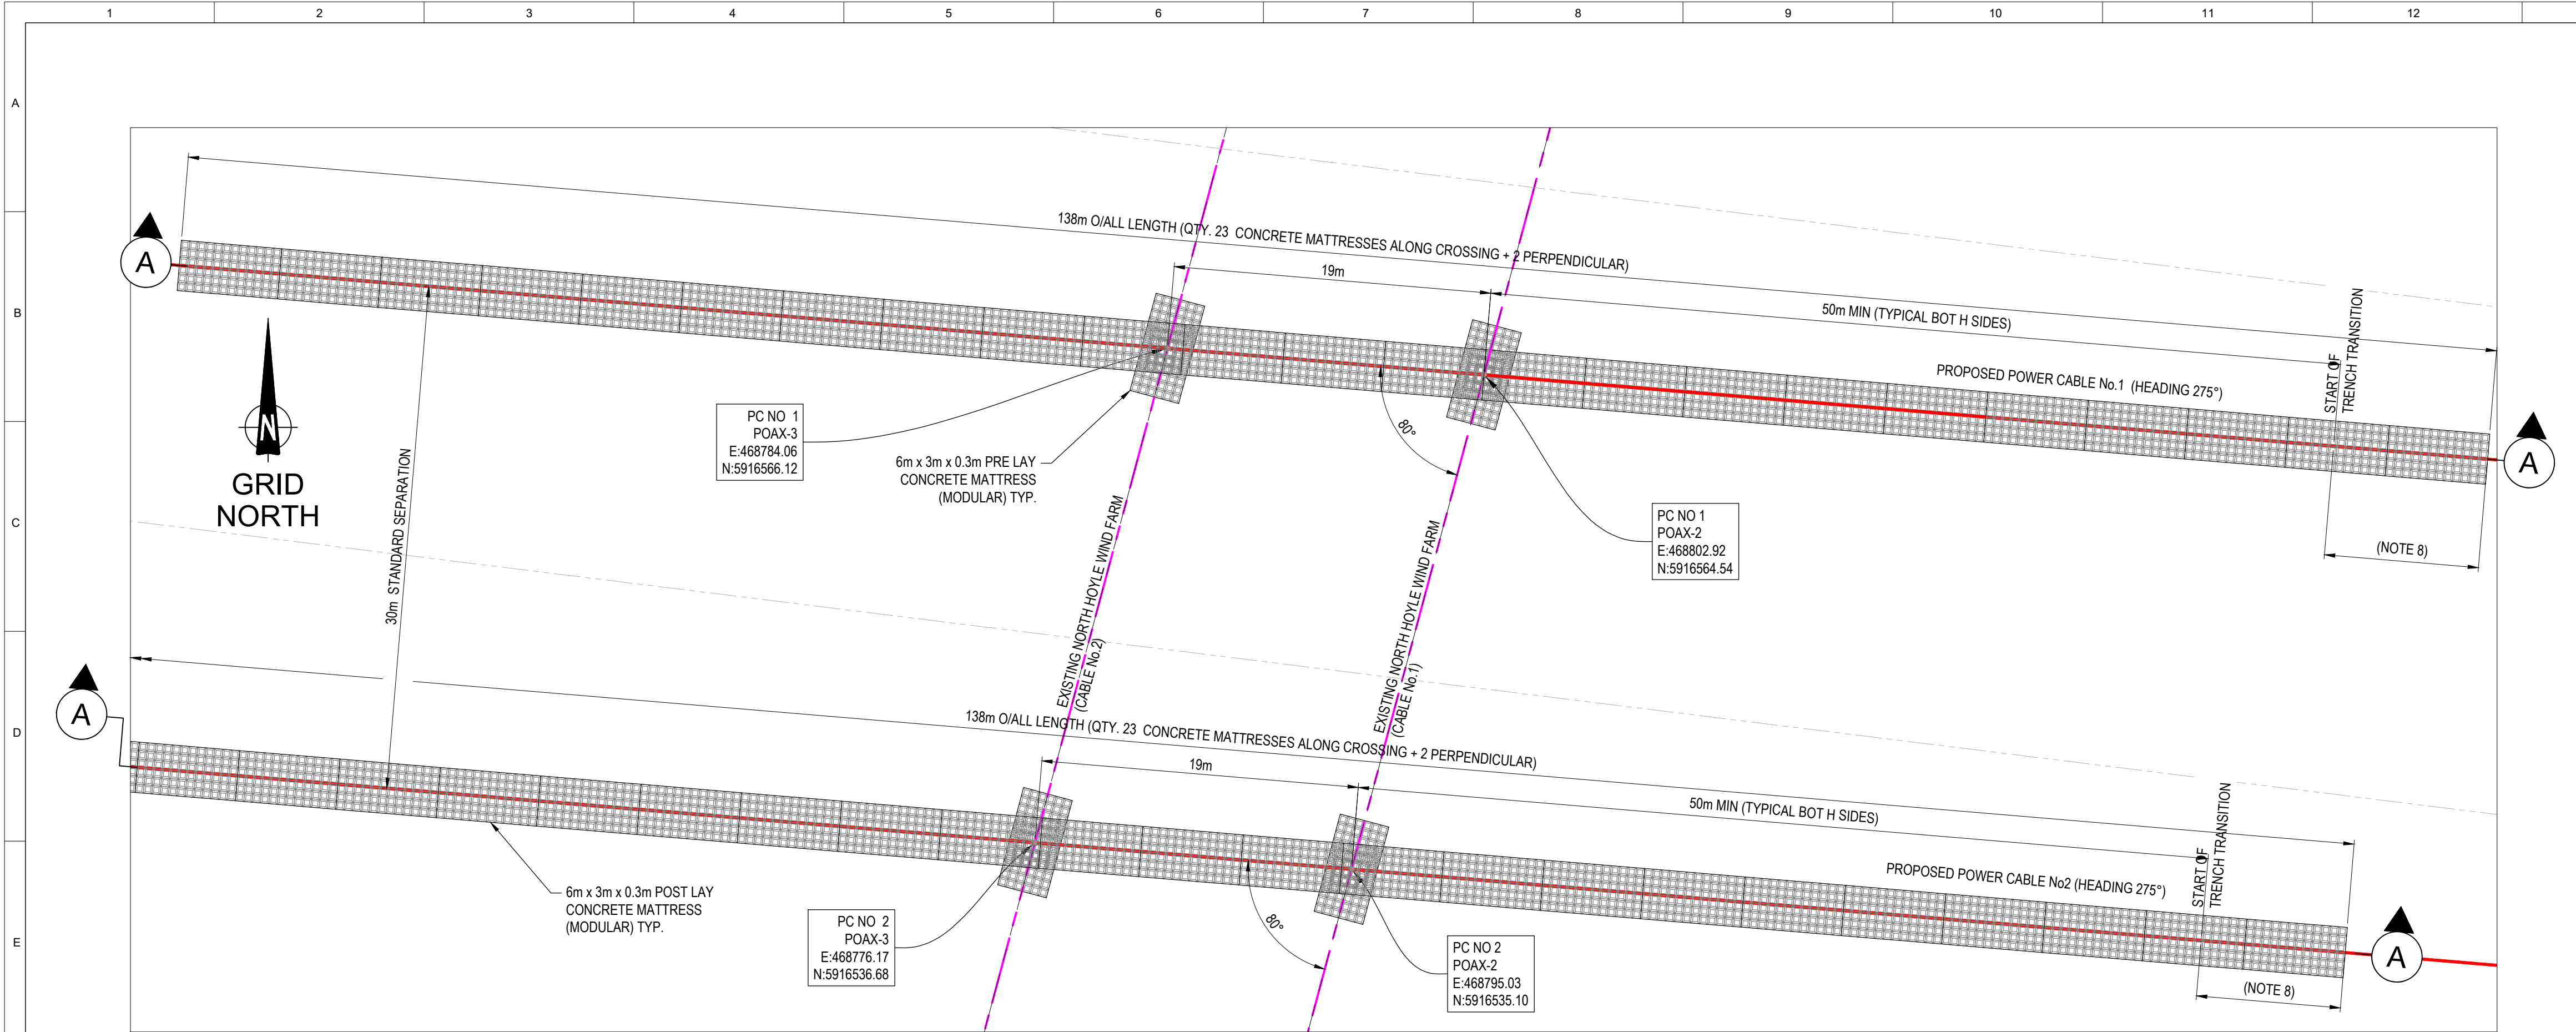 1 2 3 4 5 6 7 8 9 10 11 12
A
B
C
D
E
138m O/ALL LENGTH (QTY. 23 CONCRETE MATTRESSES ALONG CROSSING + 2 PERPENDICULAR)
19m
50m MIN (TYPICAL BOT H SIDES)
START OF
TRENCH TRANSITION
PROPOSED POWER CABLE No.1 (HEADING 275°)
A
A
N
GRID
NORTH
30m STANDARD SEPARATION
PC NO 1
POAX-3
E:468784.06
N:5916566.12
6m x 3m x 0.3m PRE LAY
CONCRETE MATTRESS
(MODULAR) TYP.
80°
PC NO 1
POAX-2
E:468802.92
N:5916564.54
(NOTE 8)
EXISTING NORTH HOYLE WIND FARM
(CABLE No.2)
EXISTING NORTH HOYLE WIND FARM
(CABLE No.1)
138m O/ALL LENGTH (QTY. 23 CONCRETE MATTRESSES ALONG CROSSING + 2 PERPENDICULAR)
19m
50m MIN (TYPICAL BOT H SIDES)
START OF
TRENCH TRANSITION
PROPOSED POWER CABLE No2 (HEADING 275°)
A
A
6m x 3m x 0.3m POST LAY
CONCRETE MATTRESS
(MODULAR) TYP.
PC NO 2
POAX-3
E:468776.17
N:5916536.68
80°
PC NO 2
POAX-2
E:468795.03
N:5916535.10
(NOTE 8)